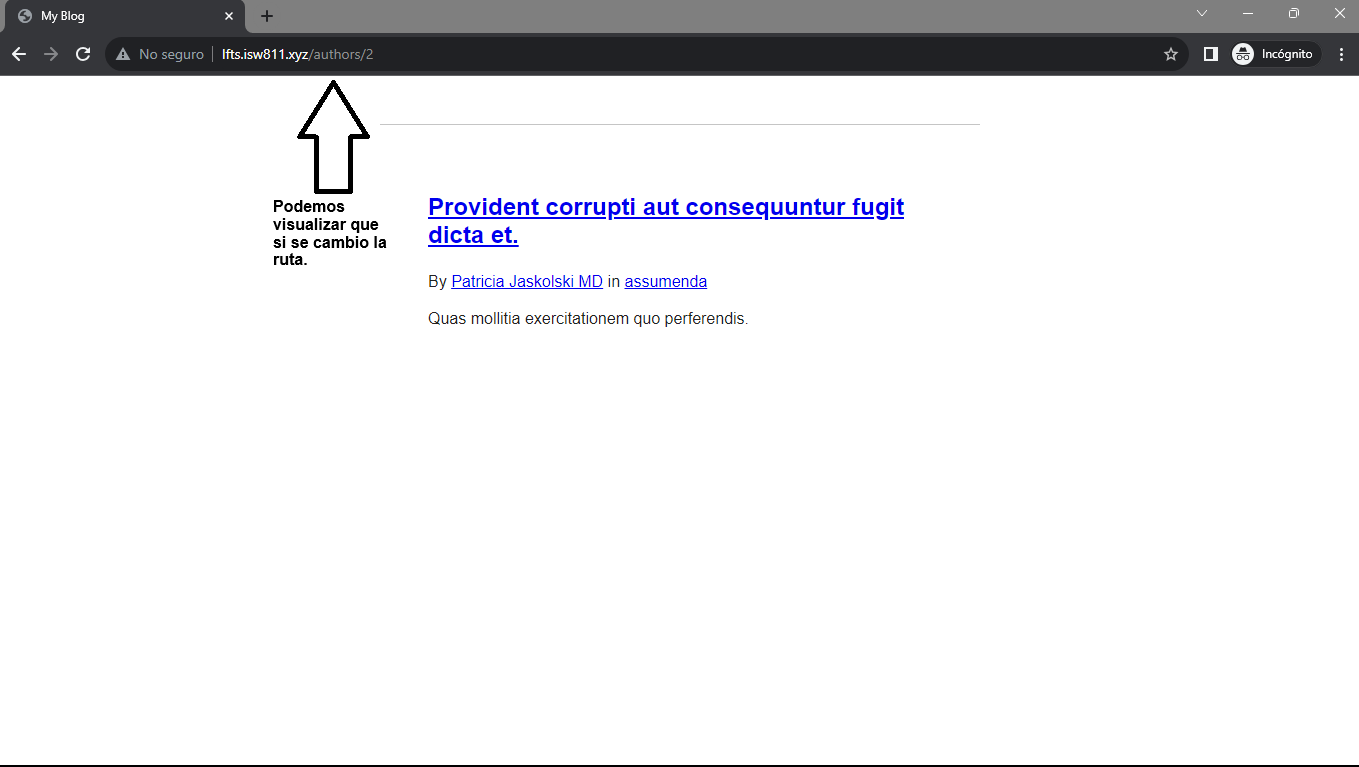 My Blog
No seguro
lfts.isw811.xyz/authors/2
Incógnito
Podemos
visualizar que
si se cambio la
ruta.
Provident corrupti aut consequuntur fugit
dicta et.
By Patricia Jaskolski MD in assumenda
Quas mollitia exercitationem quo perferendis.